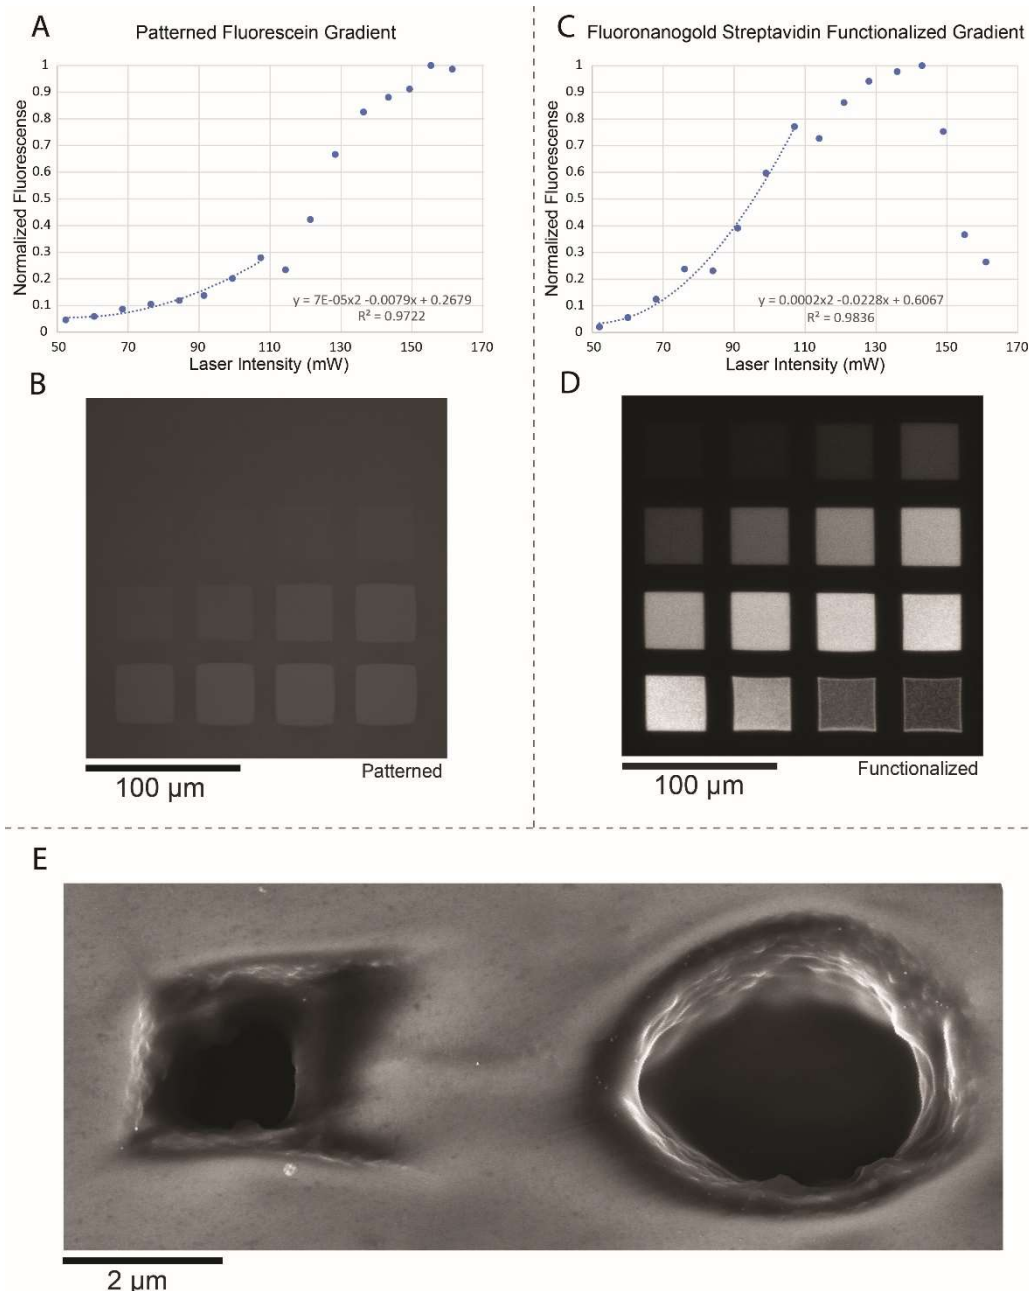 A
Patterned Fluorescein Gradient
Normalized Fluorescense
1
0.9
0.8
0.7
0.6
0.5
0.4
0.3
0.2
0.1
0
y = 7E-05x2 -0.0079x + 0.2679
R² = 0.9722
50 70 90 110 130 150 170
Laser Intensity (mW)
C
Fluoronanogold Streptavidin Functionalized Gradient
Normalized Fluorescense
1
0.9
0.8
0.7
0.6
0.5
0.4
0.3
0.2
0.1
0
y = 0.0002x2 -0.0228x + 0.6067
R² = 0.9836
50 70 90 110 130 150 170
Laser Intensity (mW)
B
Patterned
100 µm
D
Functionalized
100 µm
E
2 µm